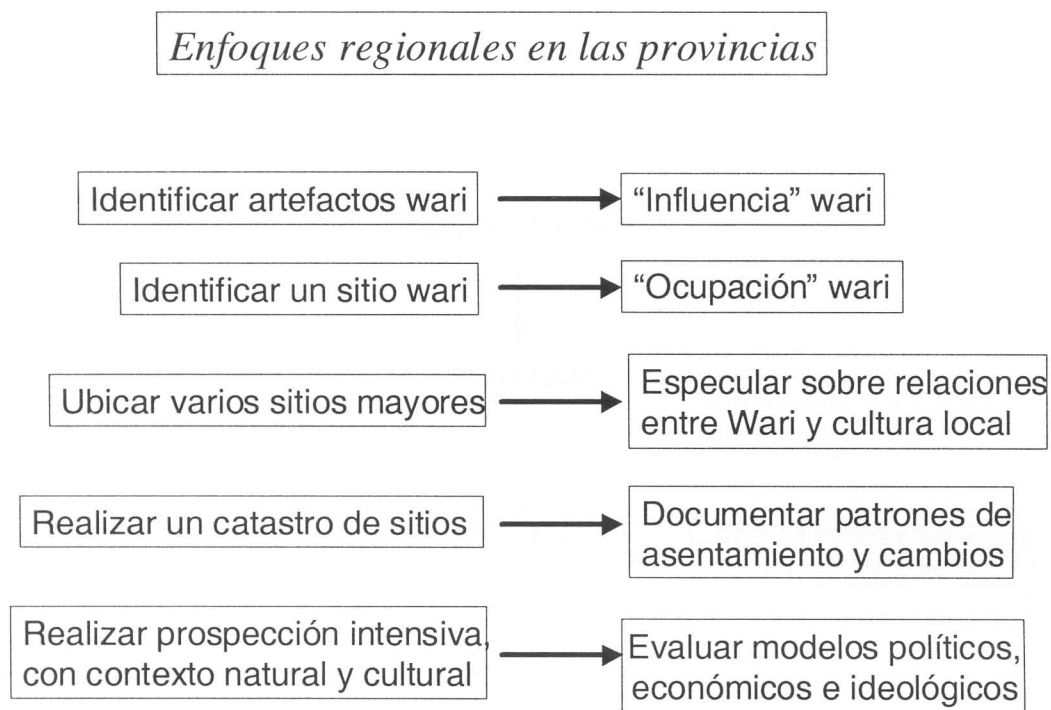 Enfoques regionales en las provincias
Identificar artefactos wari
“Influencia” wari
Identificar un sitio wari
“Ocupación” wari
Ubicar varios sitios mayores
Especular sobre relaciones
entre Wari y cultura local
Realizar un catastro de sitios
Documentar patrones de
asentamiento y cambios
Realizar prospección intensiva,
con contexto natural y cultural
Evaluar modelos políticos,
económicos e ideológicos